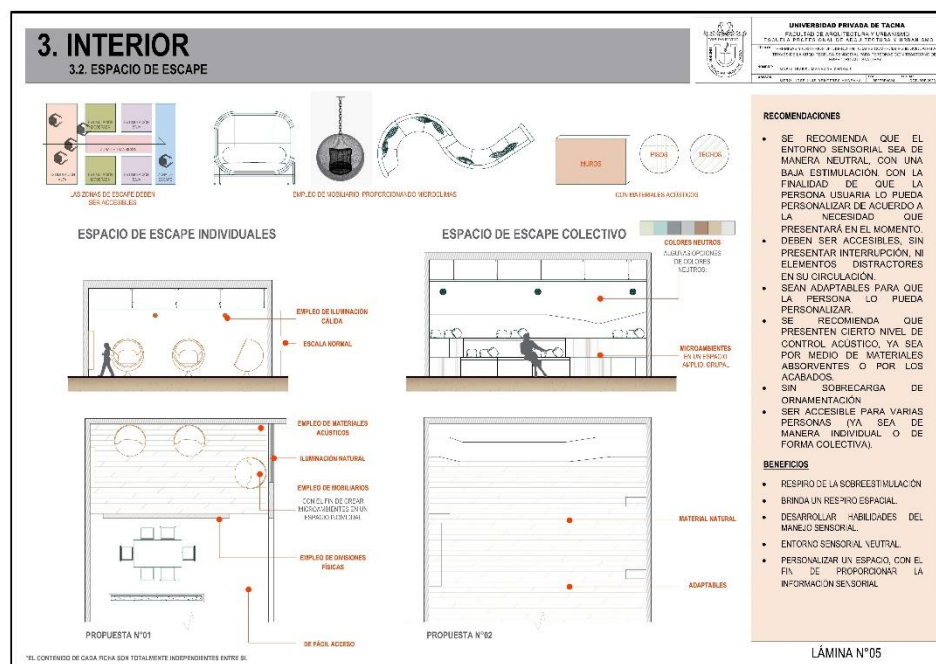 3. INTERIOR
3.2. ESPACIO DE ESCAPE
UNIVERSIDAD PRIVADA DE TACNA
FACULTAD DE ARQUITECTURA Y URBANISMO
ESCUELA PROFESIONAL DE ARQUITECTURA Y URBANISMO
LAS ZONAS DE ESCAPE DEBEN
SER ACCESIBLES
EMPLEO DE MOBILIARIO, PROPORCIONANDO MICROCLIMAS
MUROS
PISOS
TECHOS
CON MATERIALES ACÚSTICOS
ESPACIO DE ESCAPE INDIVIDUALES
EMPLEO DE ILUMINACIÓN
CÁLIDA
ESCALA NORMAL
ESPACIO DE ESCAPE COLECTIVO
COLORES NEUTROS
ALGUNAS OPCIONES
DE COLORES
NEUTROS:
MICROAMBIENTES
EN UN ESPACIO
AMPLIO, GRUPAL
EMPLEO DE MATERIALES
ACÚSTICOS
ILUMINACIÓN NATURAL
EMPLEO DE MOBILIARIOS
CON EL FIN DE CREAR
MICROAMBIENTES EN UN
ESPACIO INDIVIDUAL
EMPLEO DE DIVISIONES
FÍSICAS
DE FÁCIL ACCESO
PROPUESTA N°01
MATERIAL NATURAL
ADAPTABLES
PROPUESTA N°02
RECOMENDACIONES
• SE RECOMIENDA QUE EL
ENTORNO SENSORIAL SEA DE
MANERA NEUTRAL, CON UNA
BAJA ESTIMULACIÓN. CON LA
FINALIDAD DE QUE LA
PERSONA USUARIA LO PUEDA
PERSONALIZAR DE ACUERDO A
LA NECESIDAD QUE
PRESENTARÁ EN EL MOMENTO.
• DEBEN SER ACCESIBLES, SIN
PRESENTAR INTERRUPCIÓN, NI
ELEMENTOS DISTRACTORES
EN SU CIRCULACIÓN.
• SEAN ADAPTABLES PARA QUE
LA PERSONA LO PUEDA
PERSONALIZAR.
• SE RECOMIENDA QUE
PRESENTEN CIERTO NIVEL DE
CONTROL ACÚSTICO, YA SEA
POR MEDIO DE MATERIALES
ABSORVENTES O POR LOS
ACABADOS.
• SIN SOBRECARGA DE
ORNAMENTACIÓN
• SER ACCESIBLE PARA VARIAS
PERSONAS (YA SEA DE
MANERA INDIVIDUAL O DE
FORMA COLECTIVA).
BENEFICIOS
• RESPIRO DE LA SOBREESTIMULACIÓN
• BRINDA UN RESPIRO ESPACIAL.
• DESARROLLAR HABILIDADES DEL
MANEJO SENSORIAL.
• ENTORNO SENSORIAL NEUTRAL.
• PERSONALIZAR UN ESPACIO, CON EL
FIN DE PROPORCIONAR LA
INFORMACIÓN SENSORIAL
LÁMINA N°05
*EL CONTENIDO DE CADA FICHA SON TOTALMENTE INDEPENDIENTES ENTRE SI.